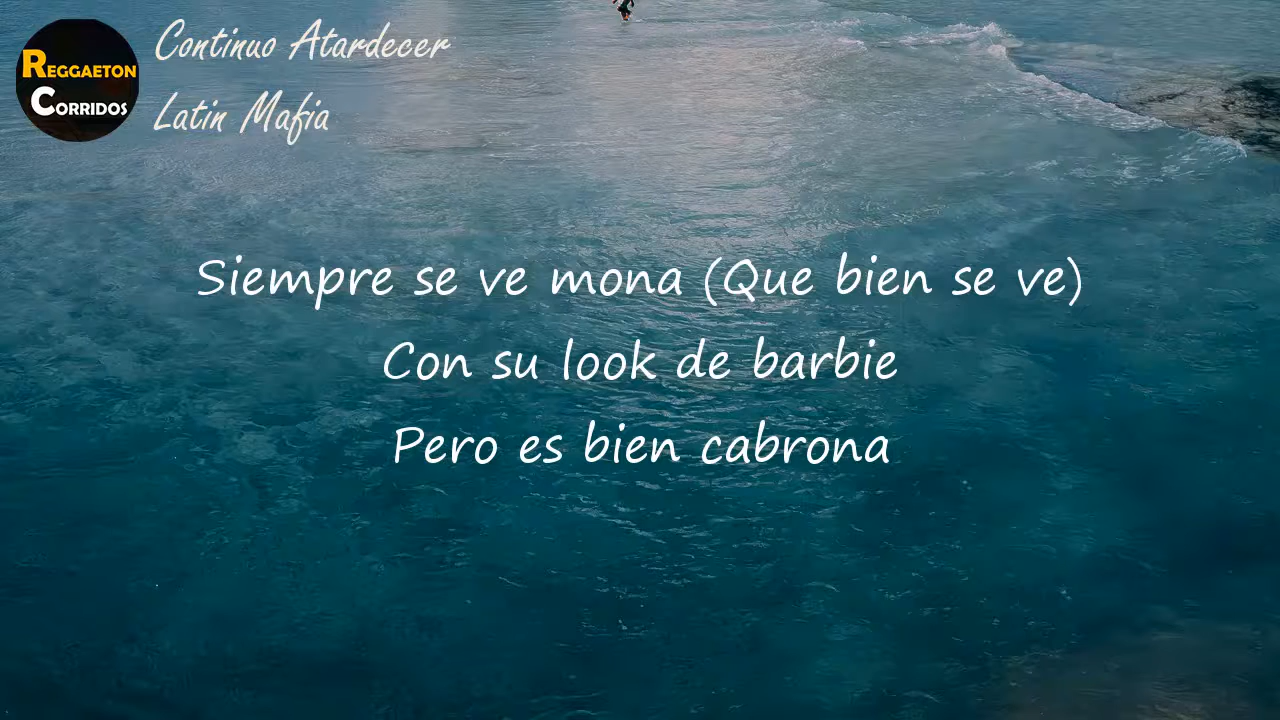 REGGAETON
CORRIDOS
Continuo Atardecer
Latin Mafia
Siempre se ve mona (Que bien se ve)
Con su look de barbie
Pero es bien cabrona